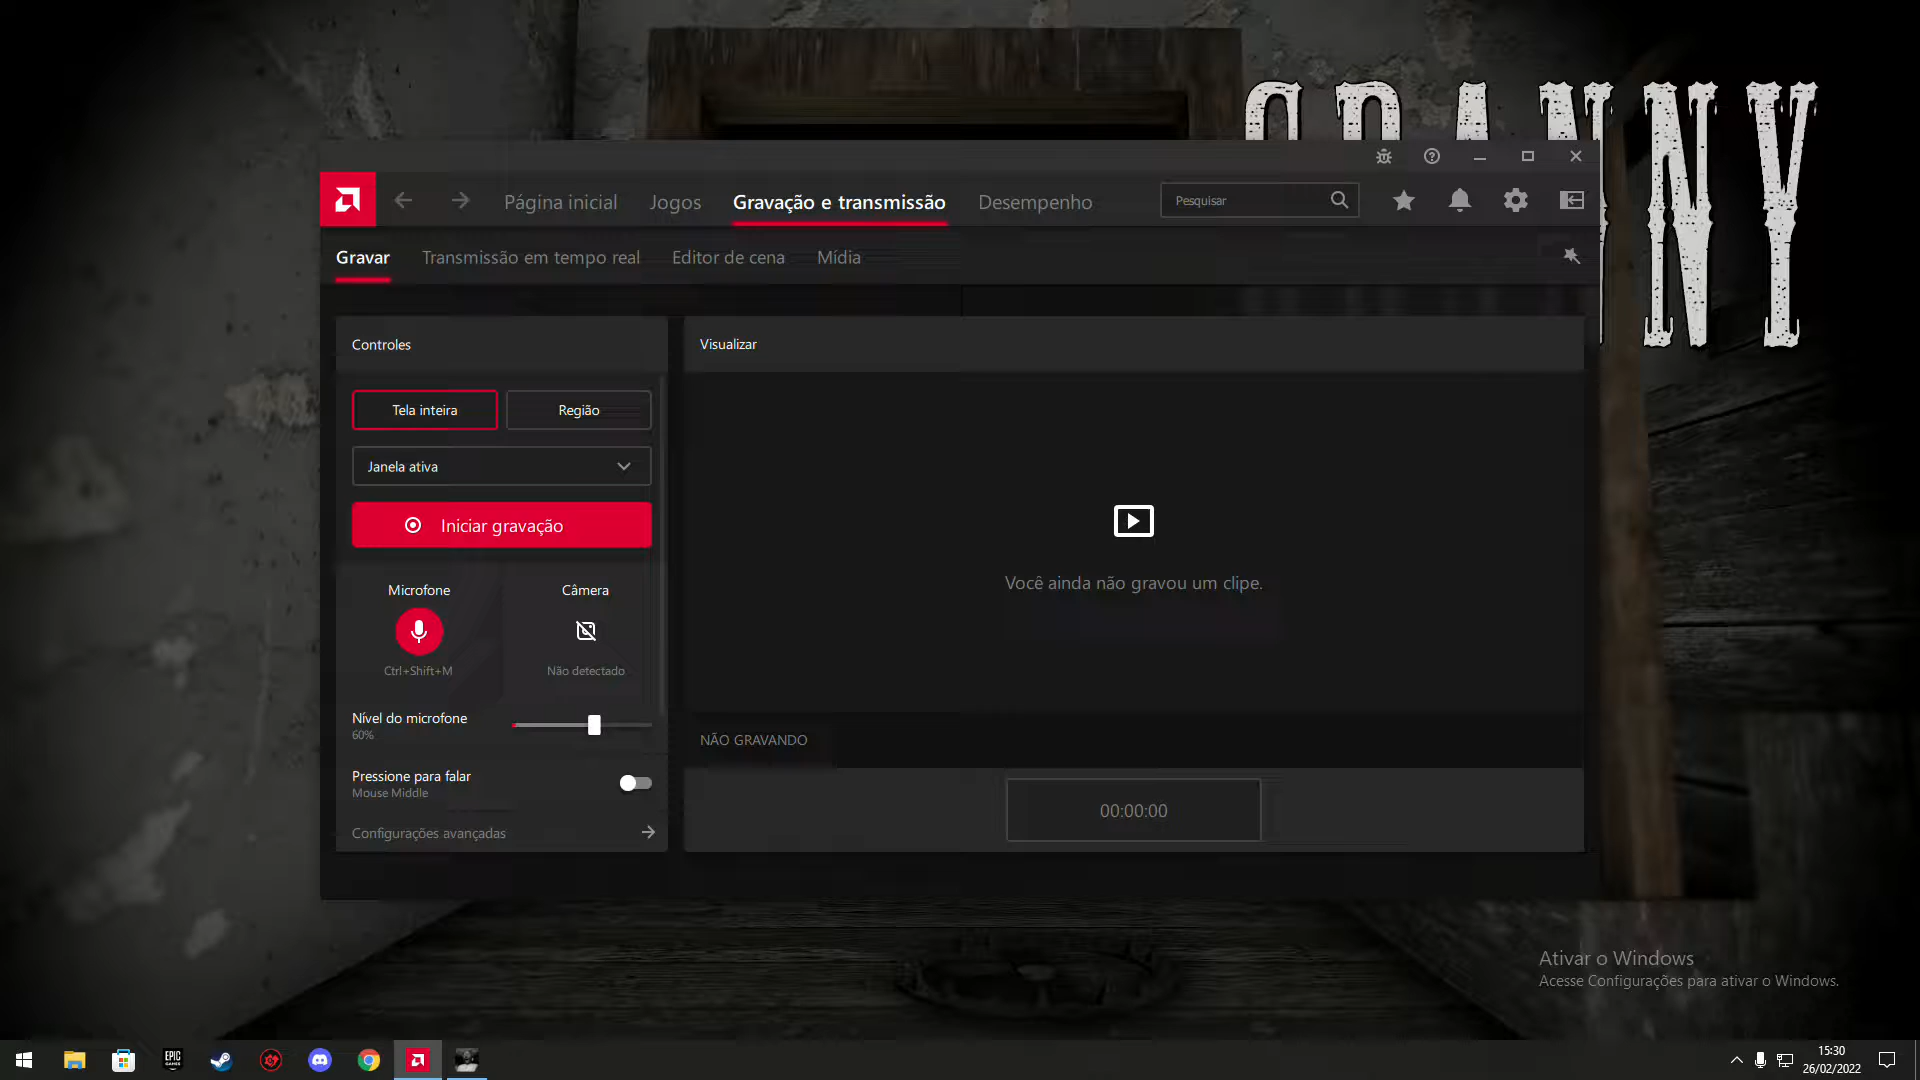 GRANNY
Página inicial
Jogos
Gravação e transmissão
Desempenho
Pesquisar
Gravar
Transmissão em tempo real
Editor de cena
Mídia
Controles
Tela inteira
Região
Janela ativa
Iniciar gravação
Microfone
Câmera
Ctrl+Shift+M
Não detectado
Nível do microfone
60%
Pressione para falar
Mouse Middle
Configurações avançadas
Visualizar
Você ainda não gravou um clipe.
NÃO GRAVANDO
00:00:00
Ativar o Windows
Acesse Configurações para ativar o Windows.
EPIC
GAMES
15:30
26/02/2022